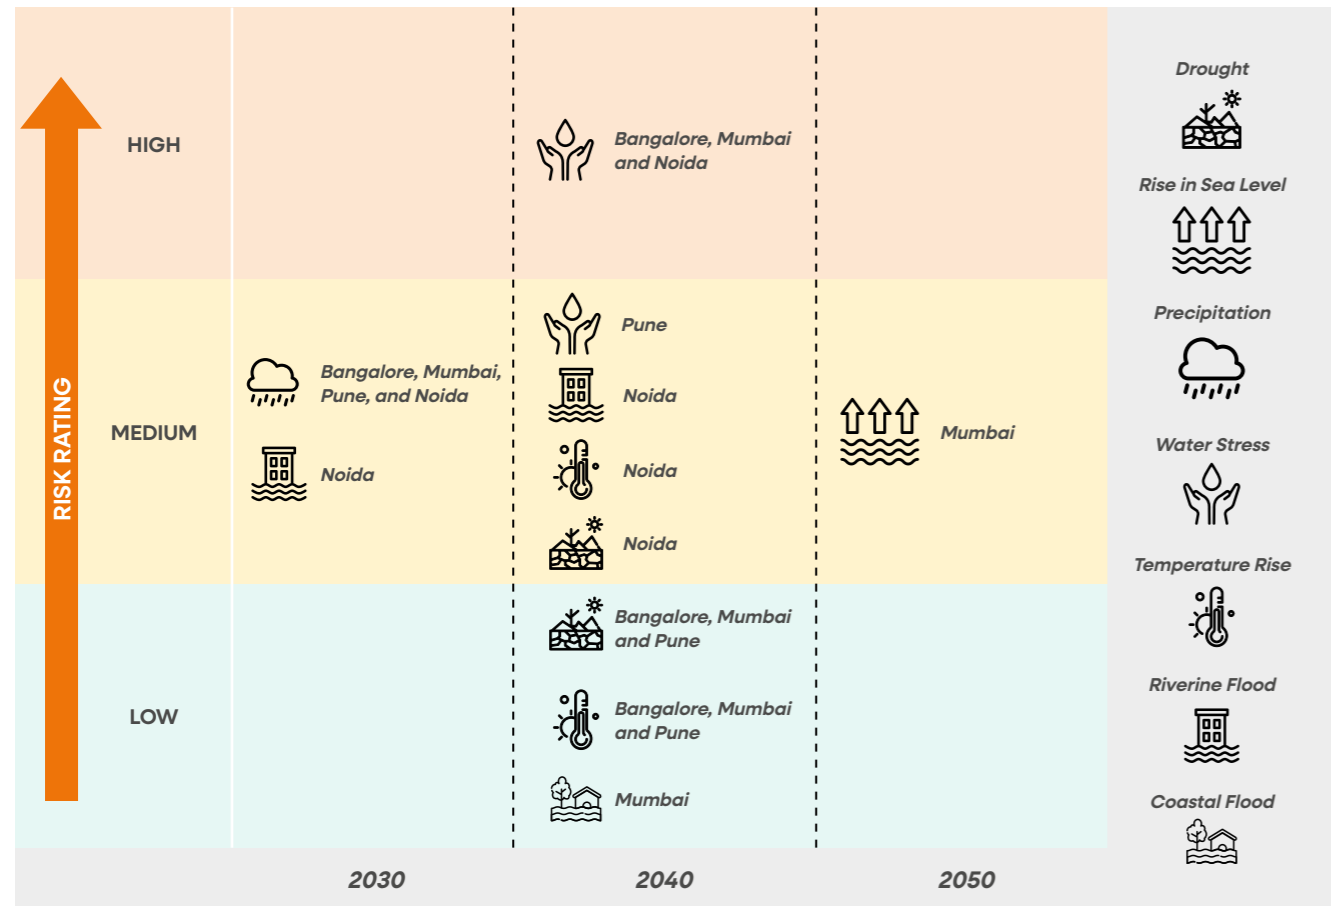 HIGH
Bangalore, Mumbai
and Noida
RISK RATING
MEDIUM
Bangalore, Mumbai,
Pune, and Noida
Noida
Pune
Noida
Noida
Noida
Mumbai
LOW
Bangalore, Mumbai
and Pune
Bangalore, Mumbai
and Pune
Mumbai
2030
2040
2050
Drought
Rise in Sea Level
Precipitation
Water Stress
Temperature Rise
Riverine Flood
Coastal Flood